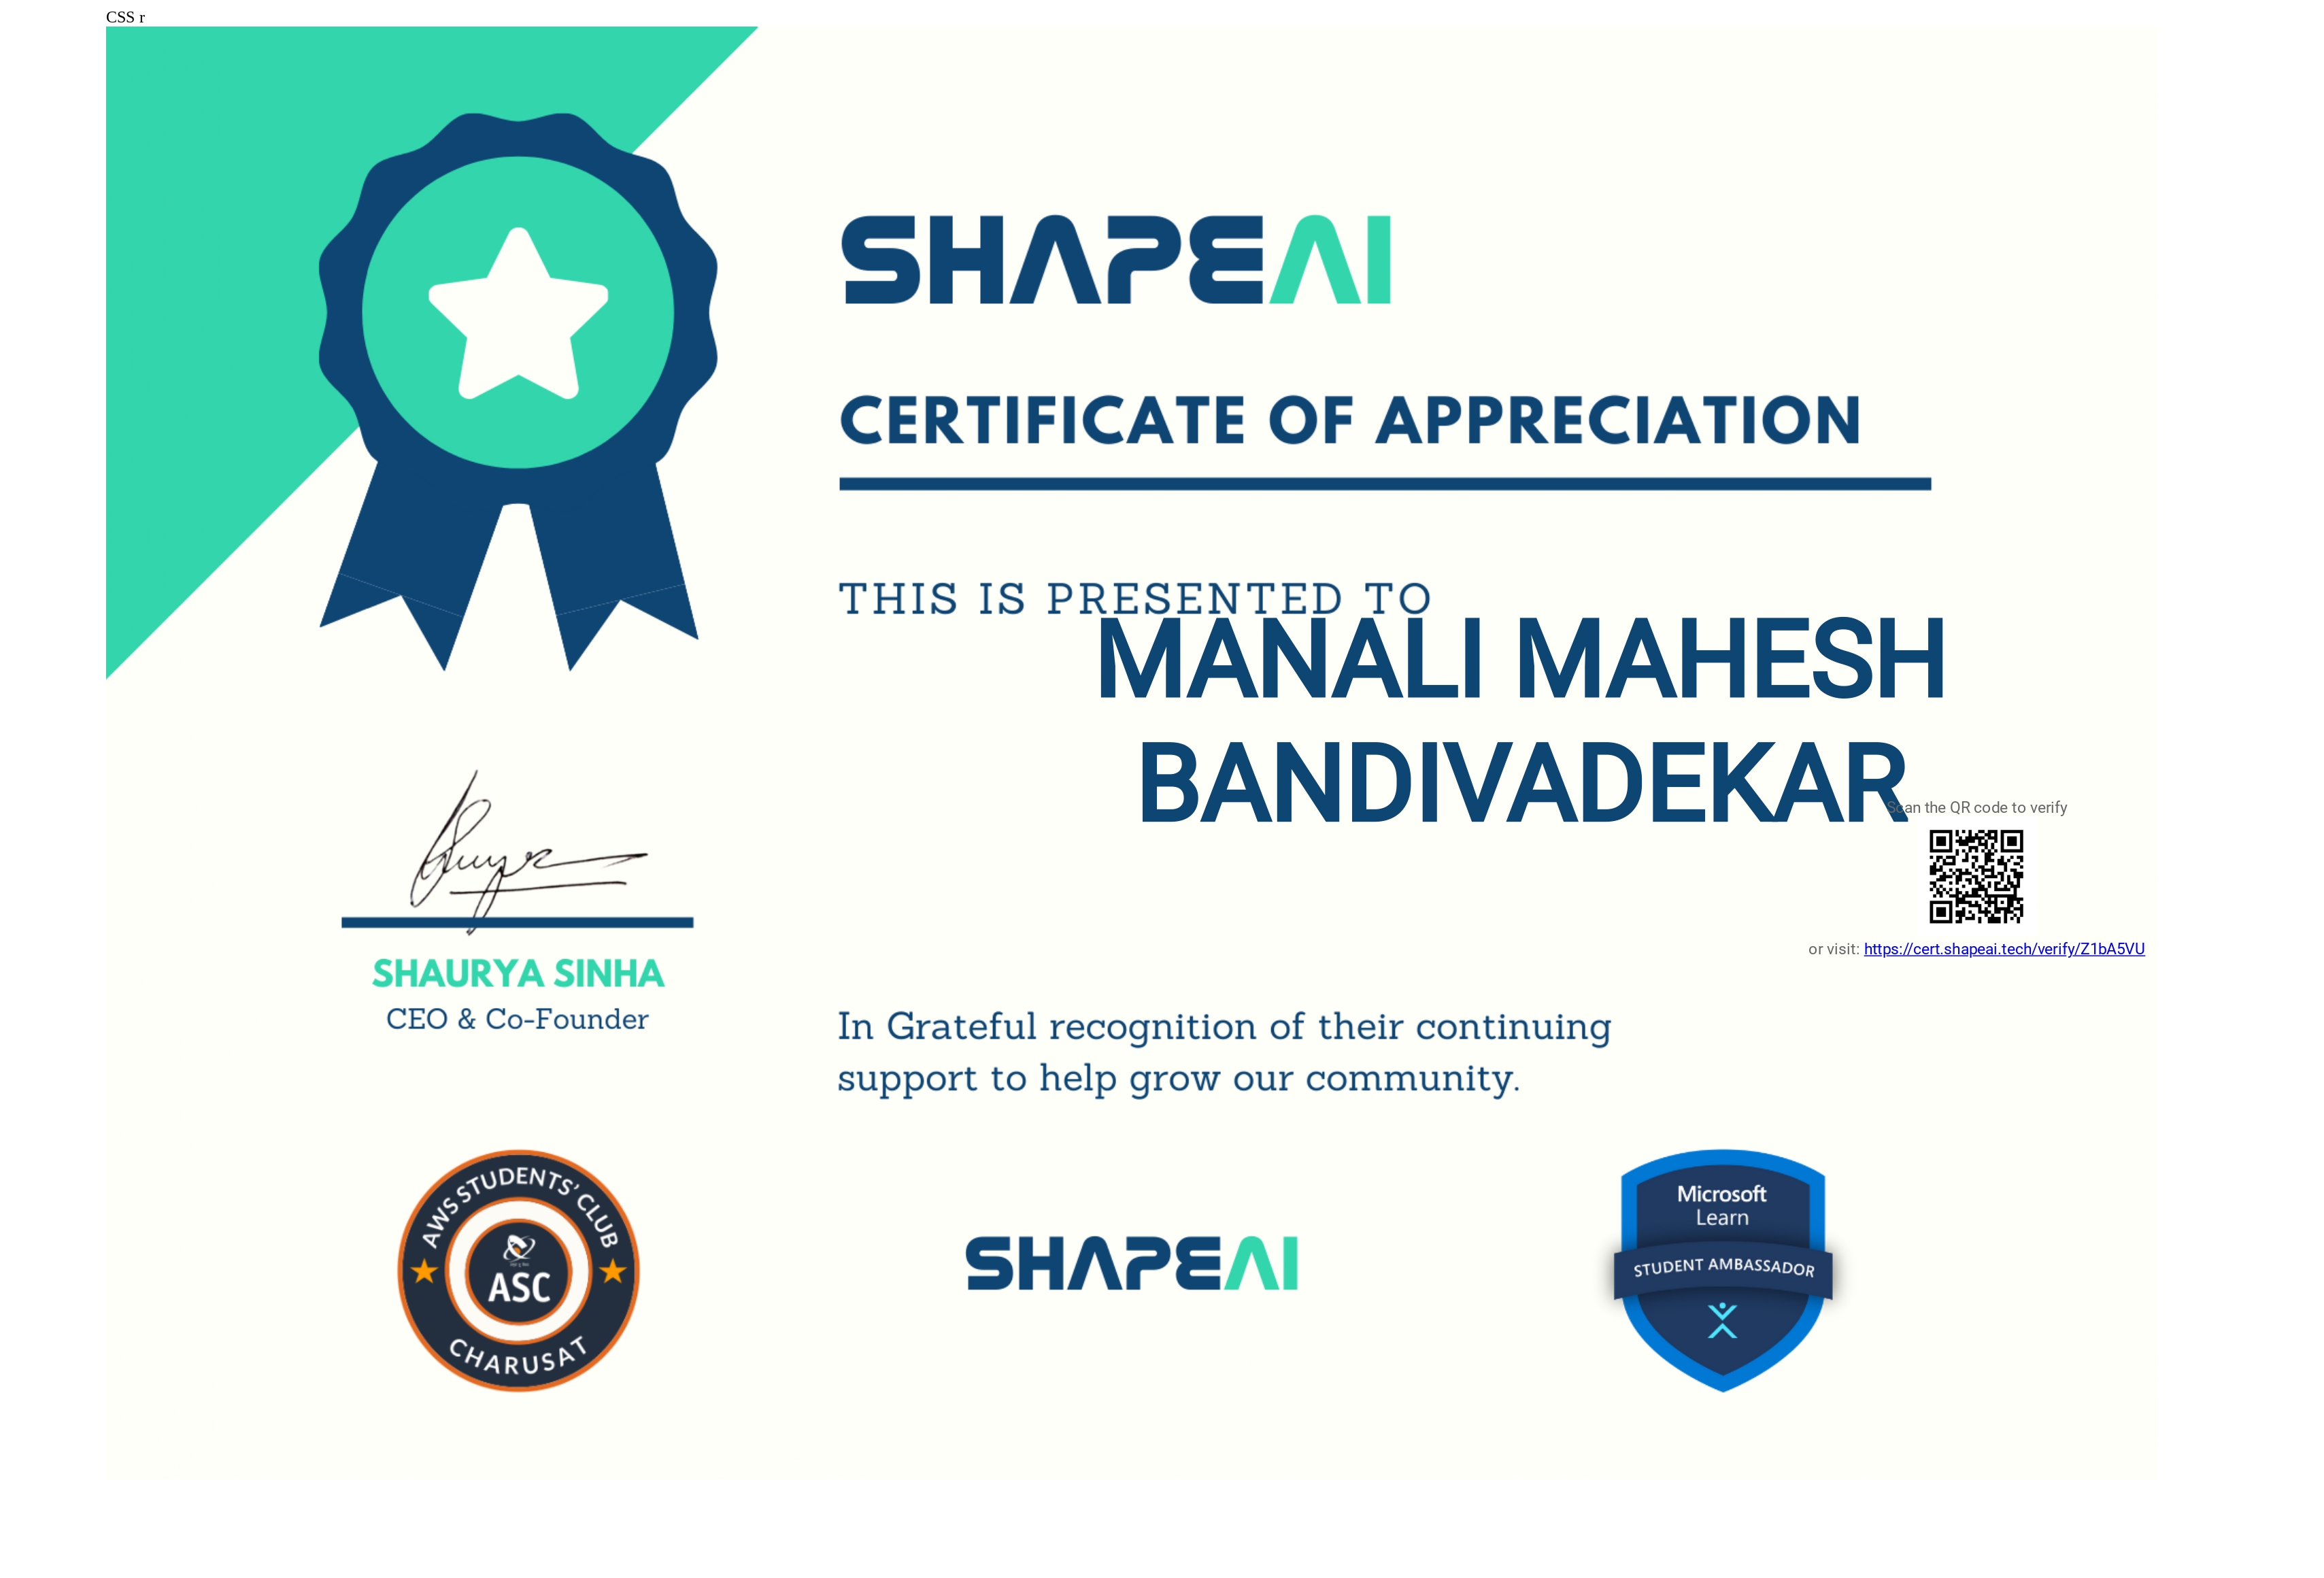 CSS r
SHAPEAI
CERTIFICATE OF APPRECIATION
THIS IS PRESENTED TO
MANALI MAHESH
BANDIVADEKAR
Scan the QR code to verify
or visit: https://cert.shapeai.tech/verify/Z1bA5VU
SHAURYA SINHA
CEO & Co-Founder
In Grateful recognition of their continuing
support to help grow our community.
AWS STUDENTS' CLUB
ASC
CHARUSAT
SHAPEAI
Microsoft
Learn
STUDENT AMBASSADOR